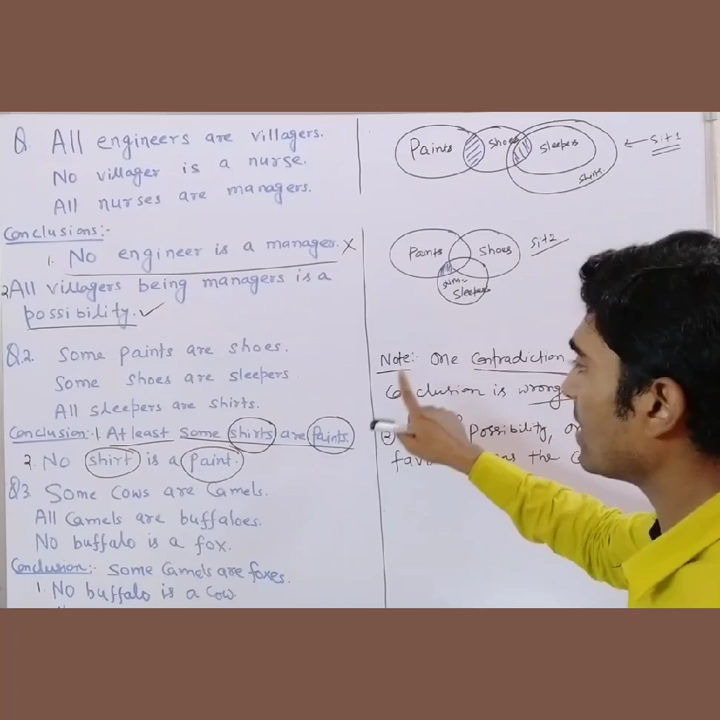 Q. All engineers are villagers.
No villager is a nurse.
All nurses are managers.
Conclusions:-
1. No engineer is a manager. X
2 All villagers being managers is a
possibility. ✓
Q2. Some paints are shoes.
Some shoes are sleepers
All sleepers are shirts.
Conclusion: 1. At least Some shirts are Paints.
2. No shirt is a paint.
Q3 Some Cows are Camels.
All Camels are buffaloes.
No buffalo is a fox.
Conclusion:- Some Camels are foxes.
1. No buffalo is a Cow.
Paints shoes sleepers
sit1
Paints shoes sit2
sleepers
Note:- One Contradiction
Conclusion is wrong
(2) possibility,
the